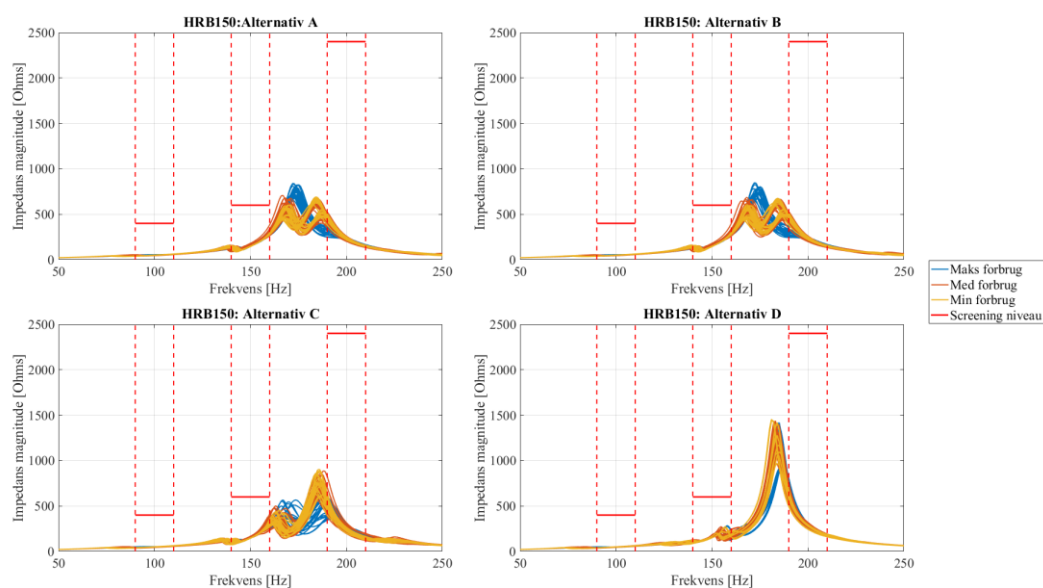 HRB150:Alternativ A
2500
2000
1500
1000
500
0
Impedans magnitude [Ohms]
50 100 150 200 250
Frekvens [Hz]
HRB150: Alternativ B
2500
2000
1500
1000
500
0
Impedans magnitude [Ohms]
50 100 150 200 250
Frekvens [Hz]
Maks forbrug
Med forbrug
Min forbrug
Screening niveau
HRB150: Alternativ C
2500
2000
1500
1000
500
0
Impedans magnitude [Ohms]
50 100 150 200 250
Frekvens [Hz]
HRB150: Alternativ D
2500
2000
1500
1000
500
0
Impedans magnitude [Ohms]
50 100 150 200 250
Frekvens [Hz]